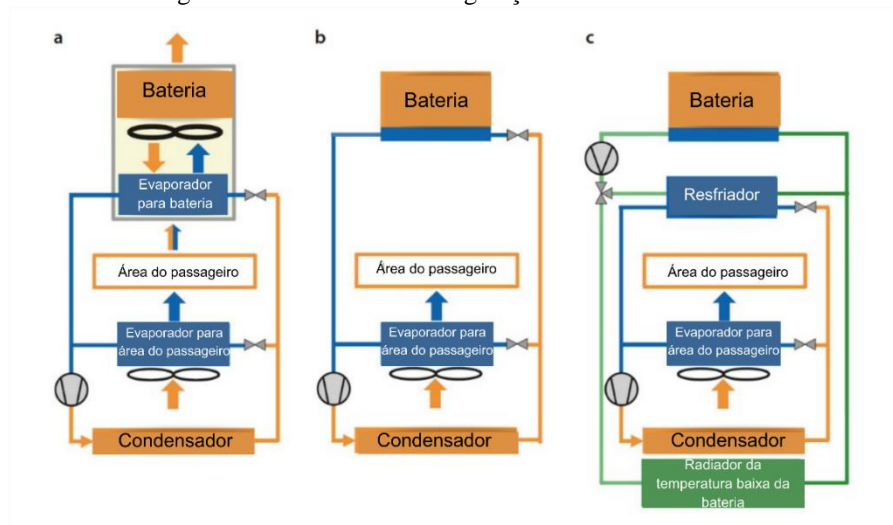 a
Bateria
Evaporador
para bateria
Área do passageiro
Evaporador para
área do passageiro
Condensador
b
Bateria
Área do passageiro
Evaporador para
área do passageiro
Condensador
c
Bateria
Resfriador
Área do passageiro
Evaporador para
área do passageiro
Condensador
Radiador da
temperatura baixa da
bateria